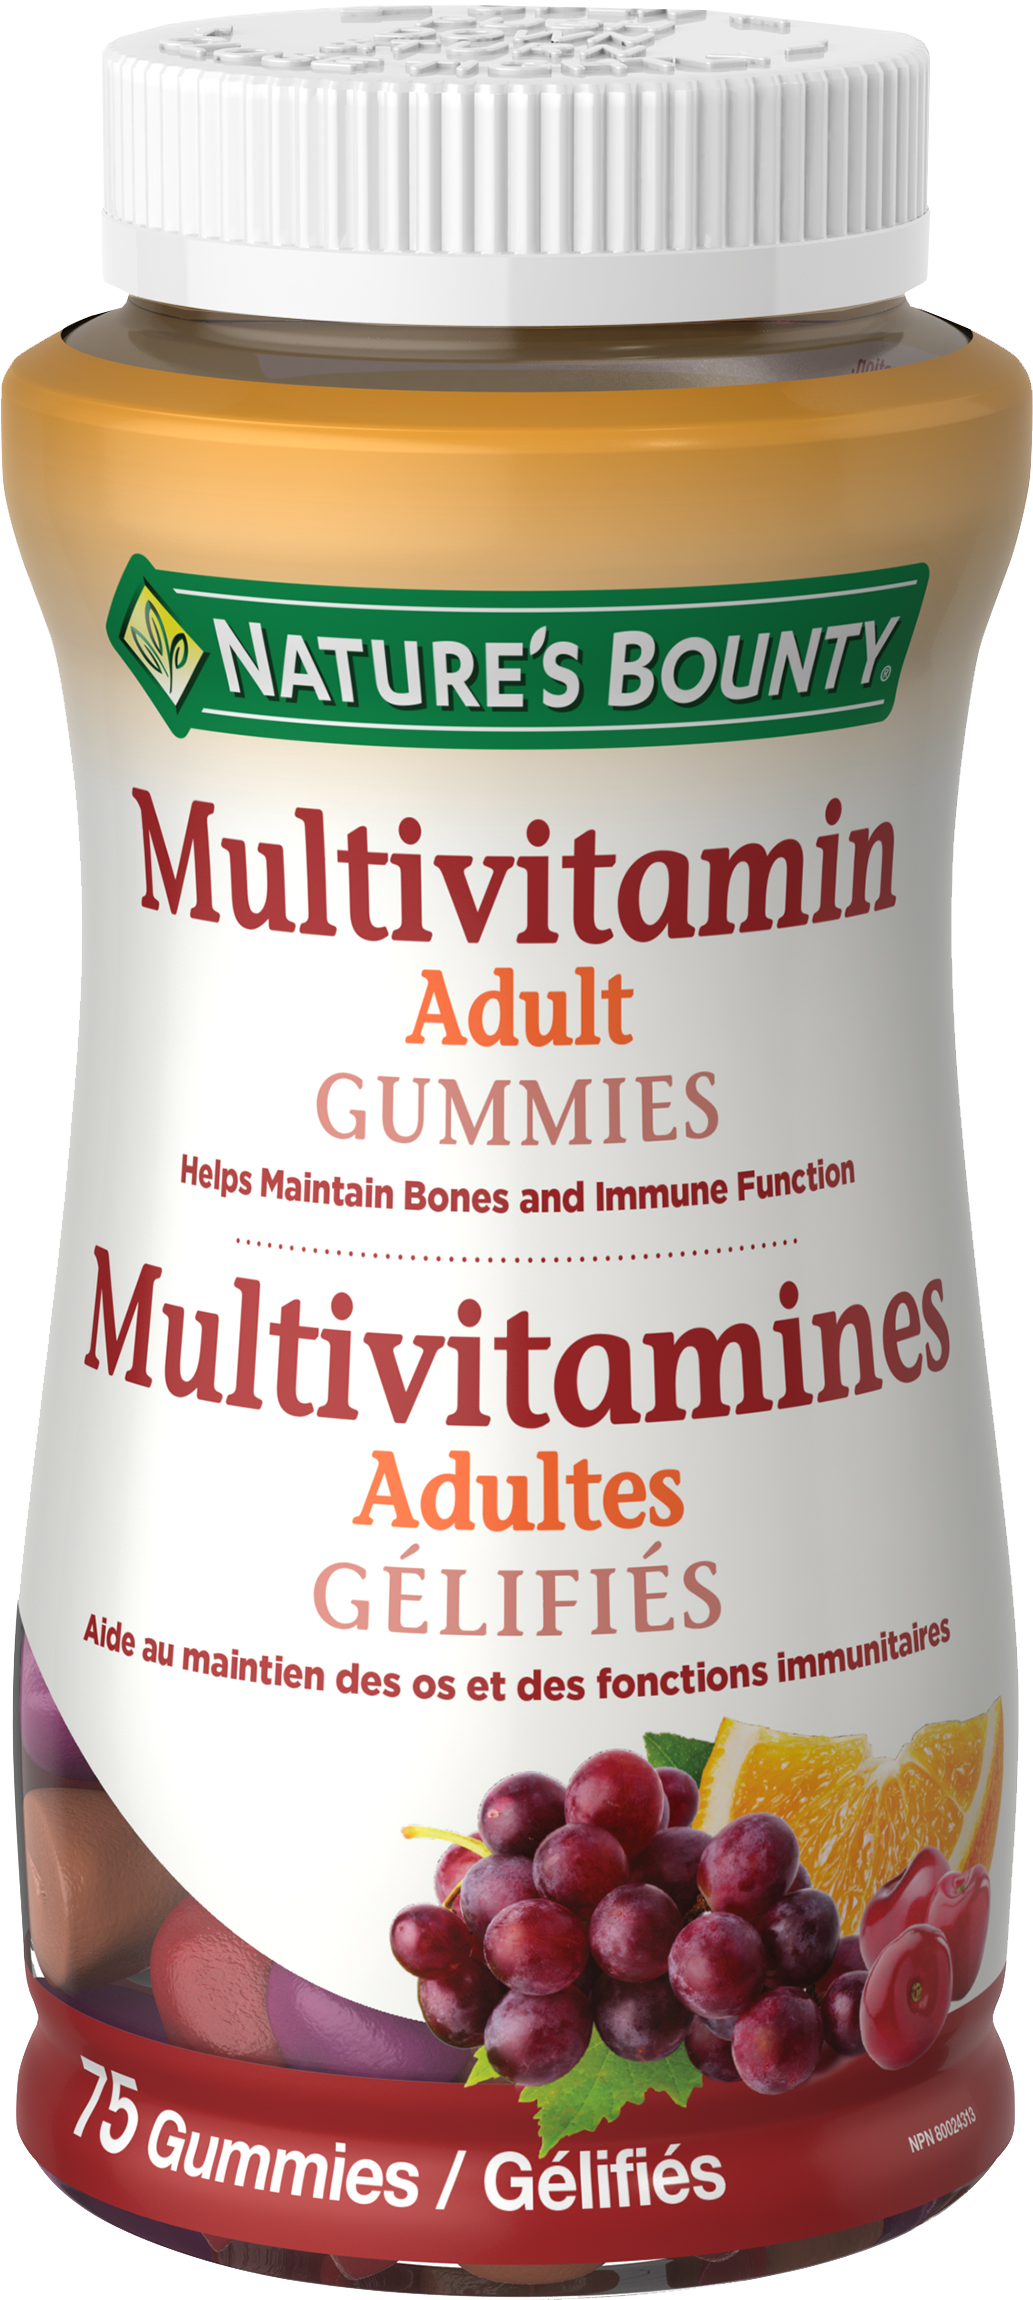 NATURE'S BOUNTY®
Multivitamin
Adult
GUMMIES
Helps Maintain Bones and Immune Function
Multivitamines
Adultes
GÉLIFIÉS
Aide au maintien des os et des fonctions immunitaires
75 Gummies / Gélifiés
NPN 80024313